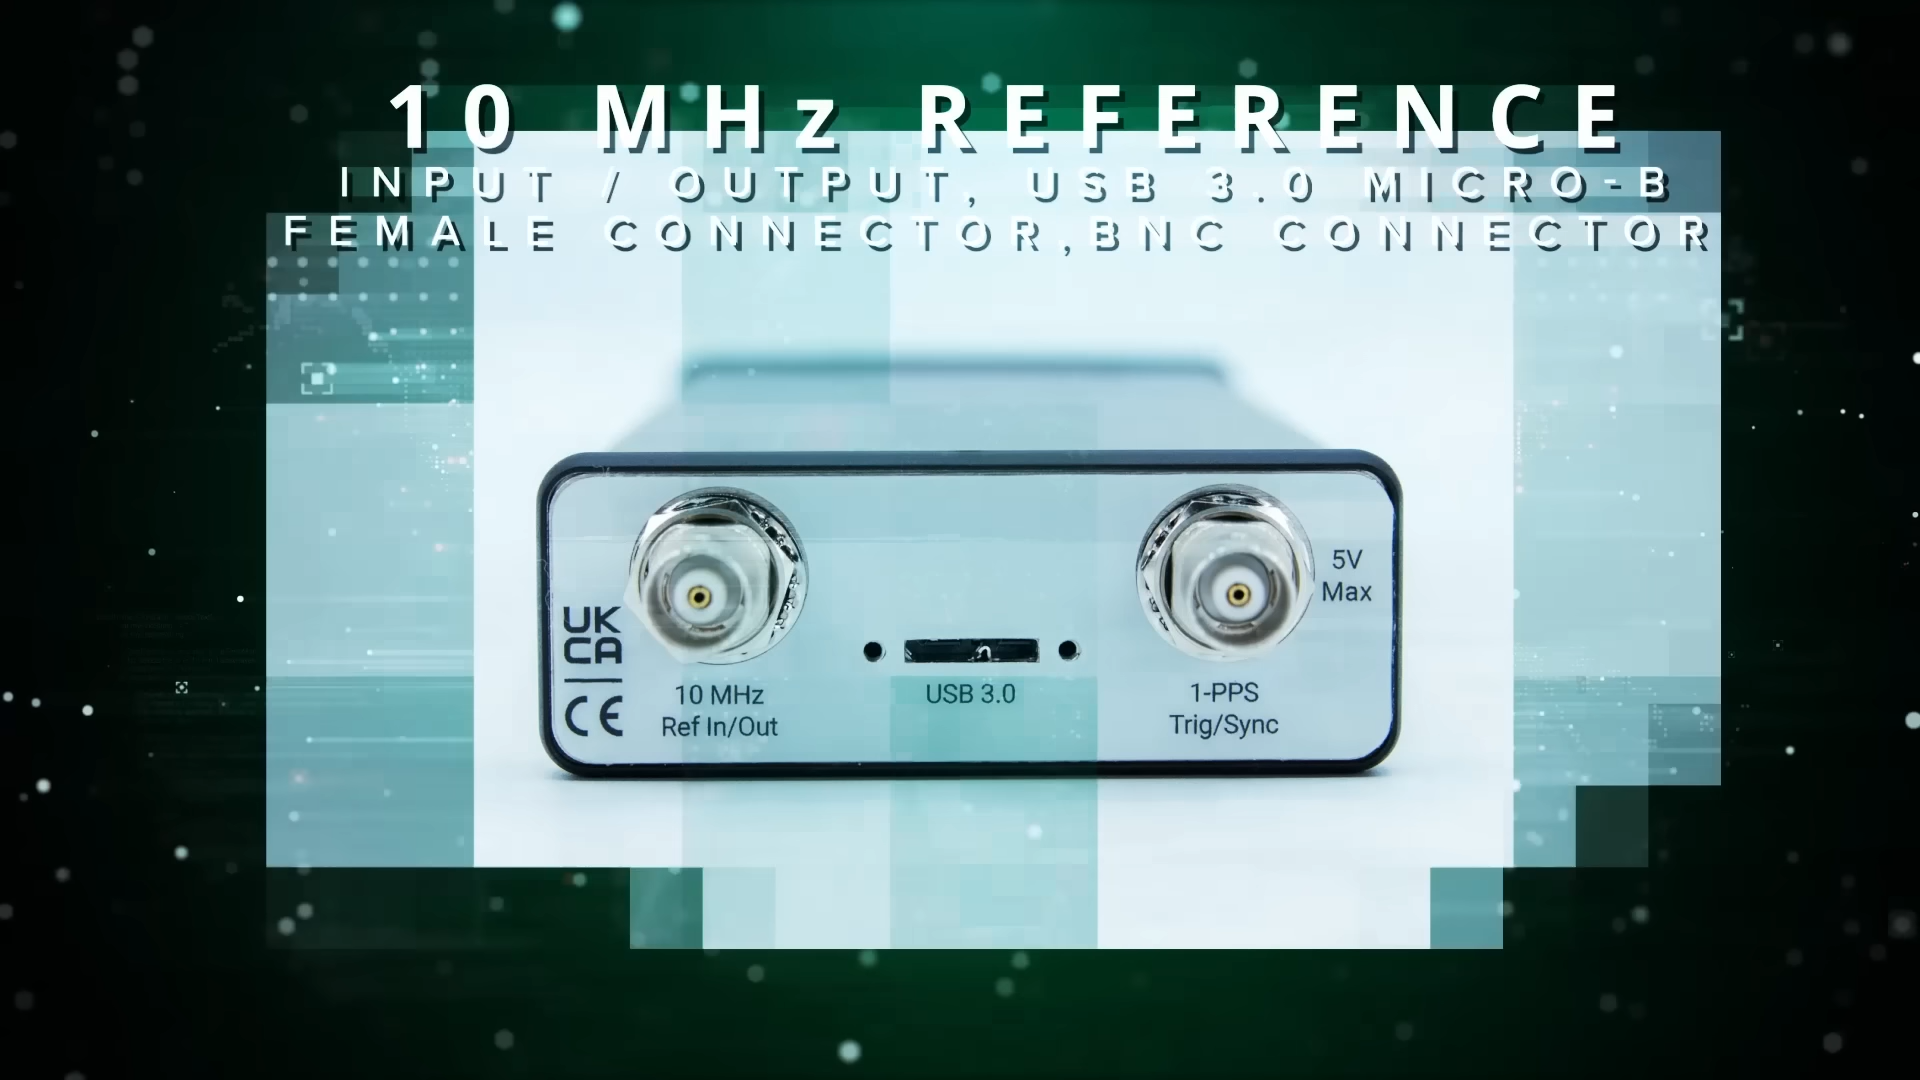 10 MHz REFERENCE
INPUT / OUTPUT, USB 3.0 MICRO-B
FEMALE CONNECTOR,BNC CONNECTOR
5V
Max
UK
CA
CE
10 MHz
Ref In/Out
USB 3.0
1-PPS
Trig/Sync